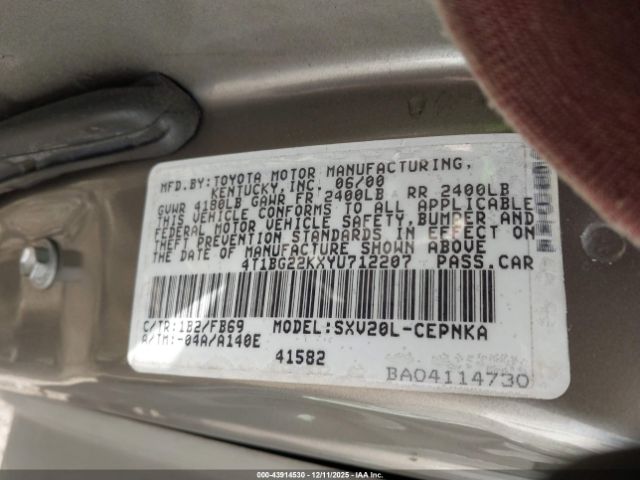 MFD.BY:TOYOTA MOTOR MANUFACTURING,
KENTUCKY,INC. 06/00
GVWR 4180LB GAWR FR 2400LB RR 2400LB
THIS VEHICLE CONFORMS TO ALL APPLICABLE
FEDERAL MOTOR VEHICLE SAFETY,BUMPER AND
THEFT PREVENTION STANDARDS IN EFFECT ON
THE DATE OF MANUFACTURE SHOWN ABOVE
4T1BG22KXYU712207 PASS.CAR
C/TR:1B2/FB69 MODEL:SXV20L-CEPNKA
A/TM:-04A/A140E
41582
BA04114730
000-43914530 - 12/11/2025 - IAA Inc.